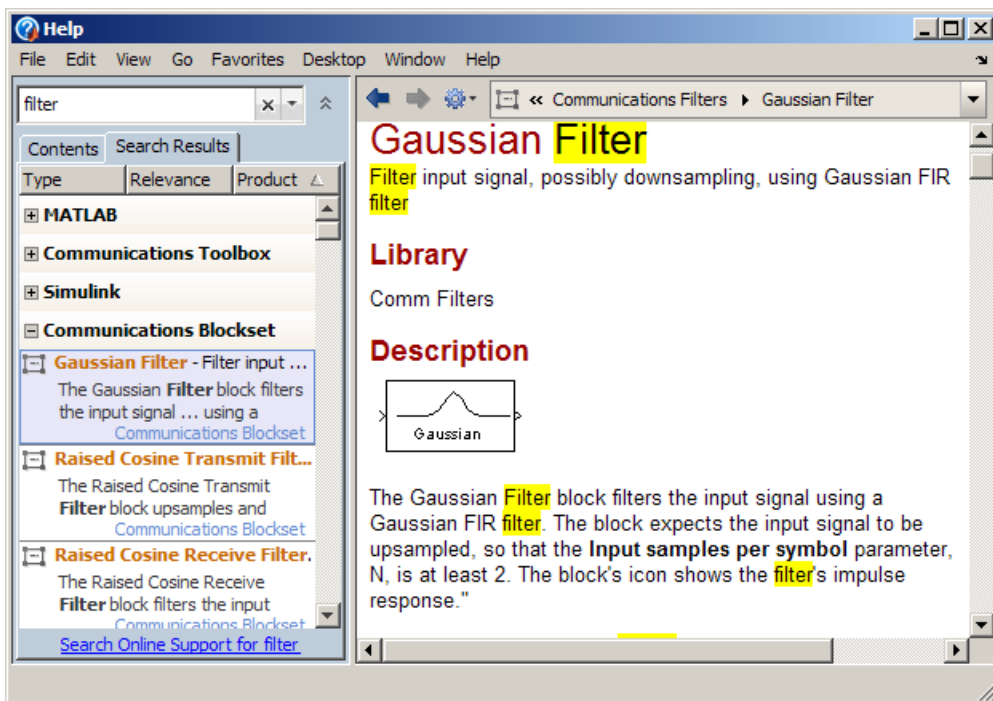 Help
File Edit View Go Favorites Desktop Window Help
filter
Contents Search Results
Type Relevance Product
MATLAB
Communications Toolbox
Simulink
Communications Blockset
Gaussian Filter - Filter input ...
The Gaussian Filter block filters
the input signal ... using a
Communications Blockset
Raised Cosine Transmit Filt...
The Raised Cosine Transmit
Filter block upsamples and
Communications Blockset
Raised Cosine Receive Filter.
The Raised Cosine Receive
Filter block filters the input
Communications Blockset
Search Online Support for filter
« Communications Filters Gaussian Filter
Gaussian Filter
Filter input signal, possibly downsampling, using Gaussian FIR
filter
Library
Comm Filters
Description
Gaussian
The Gaussian Filter block filters the input signal using a
Gaussian FIR filter. The block expects the input signal to be
upsampled, so that the Input samples per symbol parameter,
N, is at least 2. The block's icon shows the filter's impulse
response."